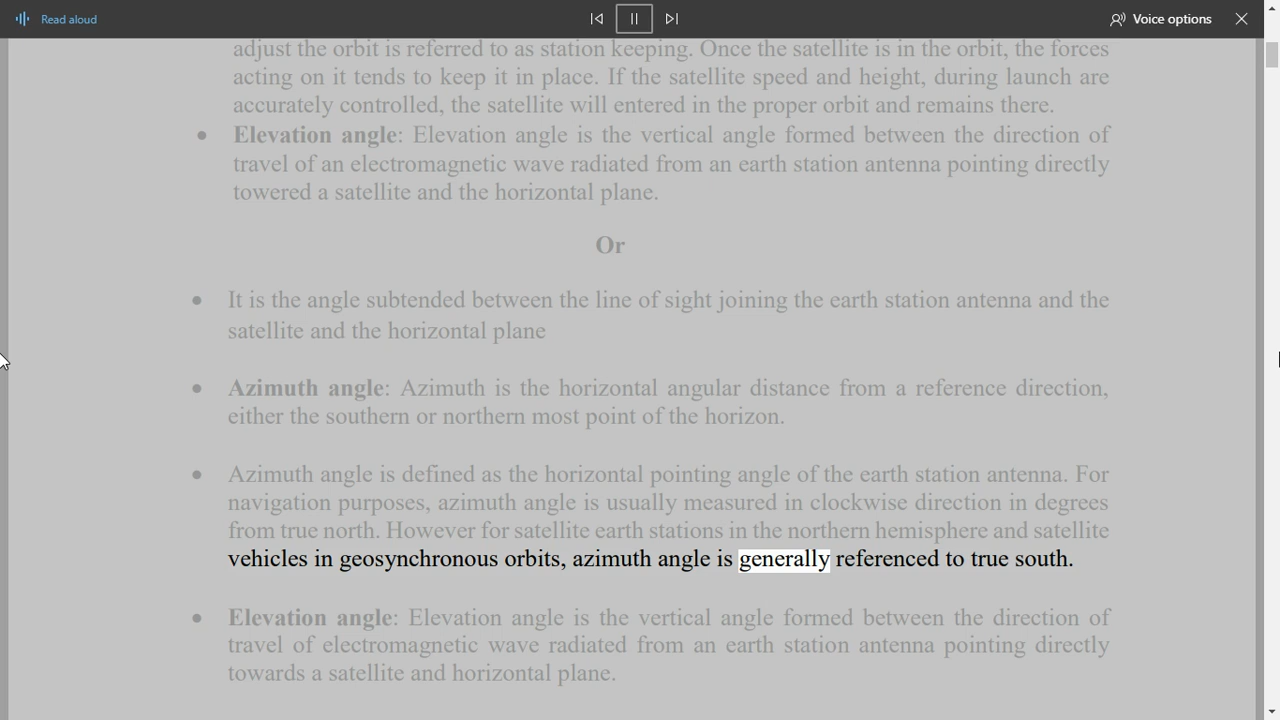 Read aloud
Voice options
adjust the orbit is referred to as station keeping. Once the satellite is in the orbit, the forces
acting on it tends to keep it in place. If the satellite speed and height, during launch are
accurately controlled, the satellite will entered in the proper orbit and remains there.
• Elevation angle: Elevation angle is the vertical angle formed between the direction of
travel of an electromagnetic wave radiated from an earth station antenna pointing directly
towered a satellite and the horizontal plane.
Or
• It is the angle subtended between the line of sight joining the earth station antenna and the
satellite and the horizontal plane
• Azimuth angle: Azimuth is the horizontal angular distance from a reference direction,
either the southern or northern most point of the horizon.
• Azimuth angle is defined as the horizontal pointing angle of the earth station antenna. For
navigation purposes, azimuth angle is usually measured in clockwise direction in degrees
from true north. However for satellite earth stations in the northern hemisphere and satellite
vehicles in geosynchronous orbits, azimuth angle is generally referenced to true south.
• Elevation angle: Elevation angle is the vertical angle formed between the direction of
travel of electromagnetic wave radiated from an earth station antenna pointing directly
towards a satellite and horizontal plane.